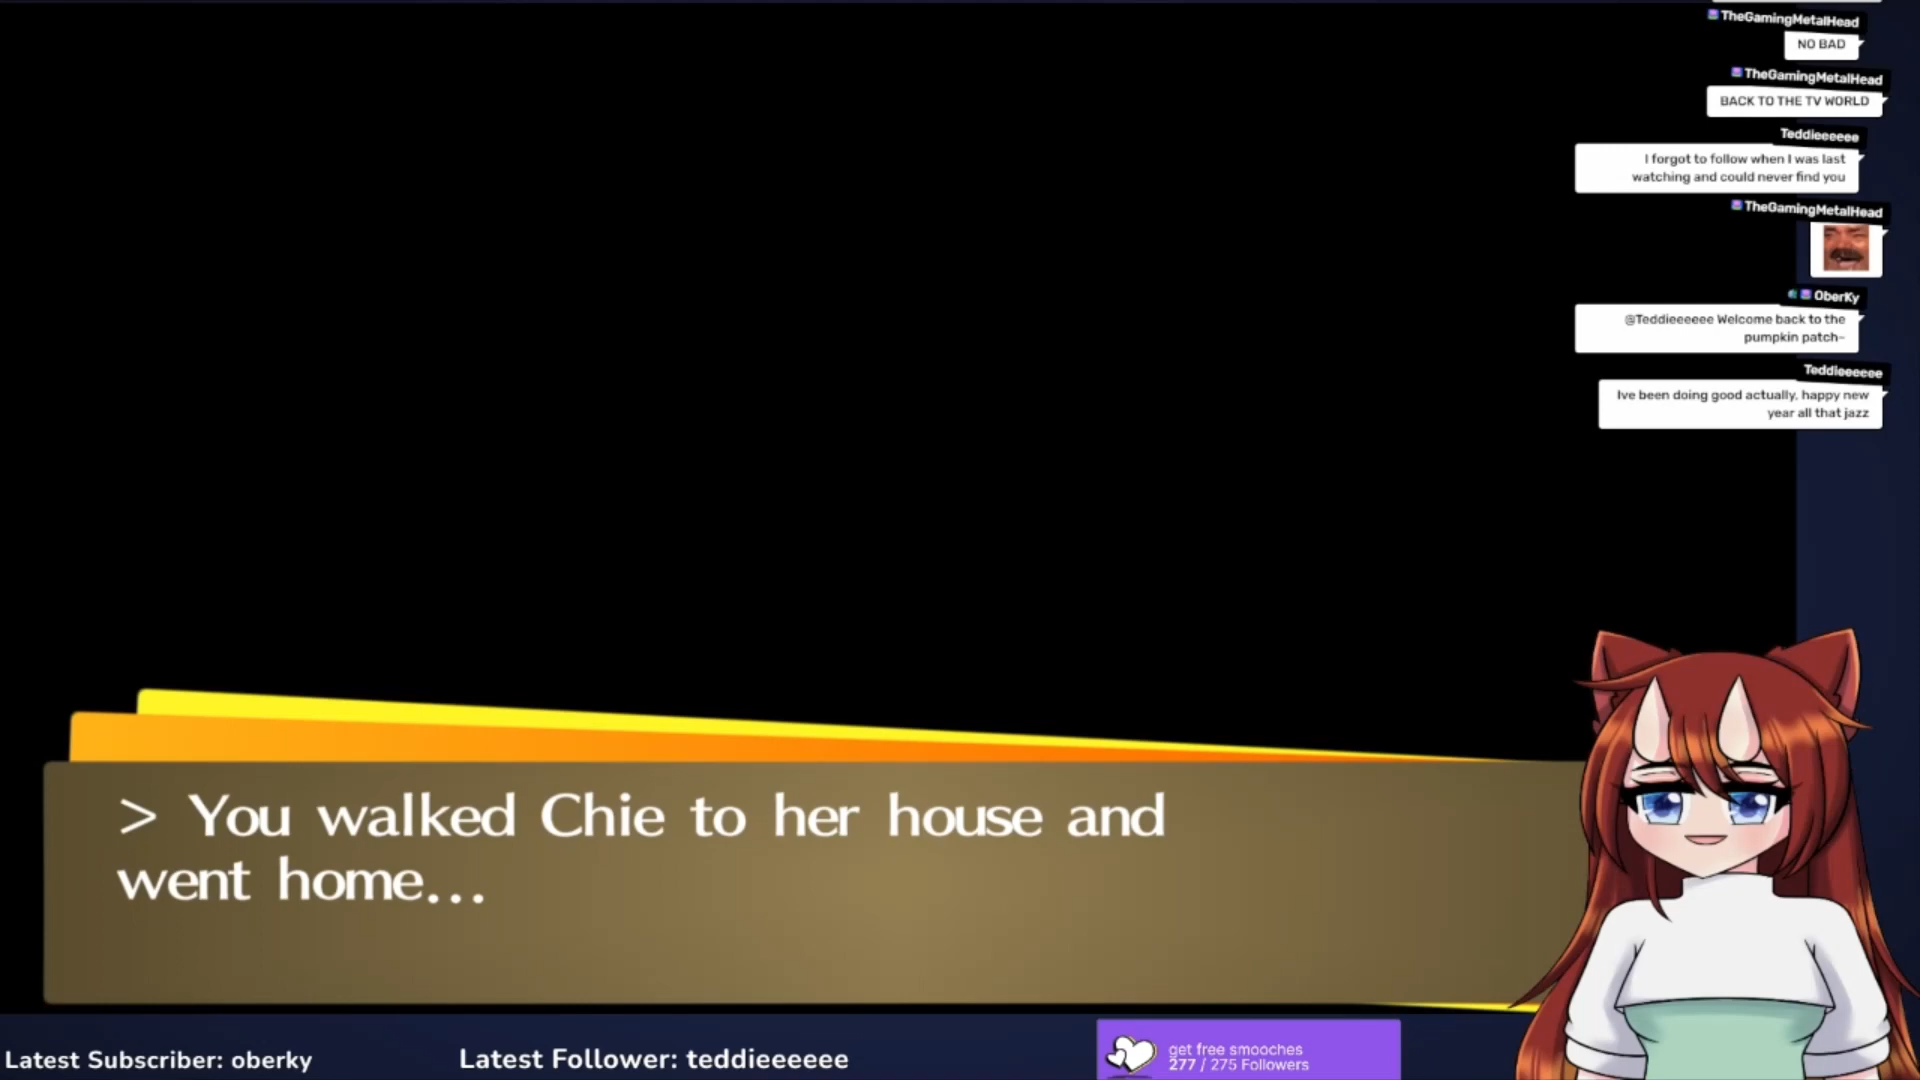 TheGamingMetalHead
NO BAD
TheGamingMetalHead
BACK TO THE TV WORLD
Teddieeeeee
I forgot to follow when I was last
watching and could never find you
TheGamingMetalHead
OberKy
@Teddieeeeee Welcome back to the
pumpkin patch~
Teddieeeeee
Ive been doing good actually, happy new
year all that jazz
> You walked Chie to her house and
went home...
Latest Subscriber: oberky
Latest Follower: teddieeeeee
get free smooches
277 / 275 Followers